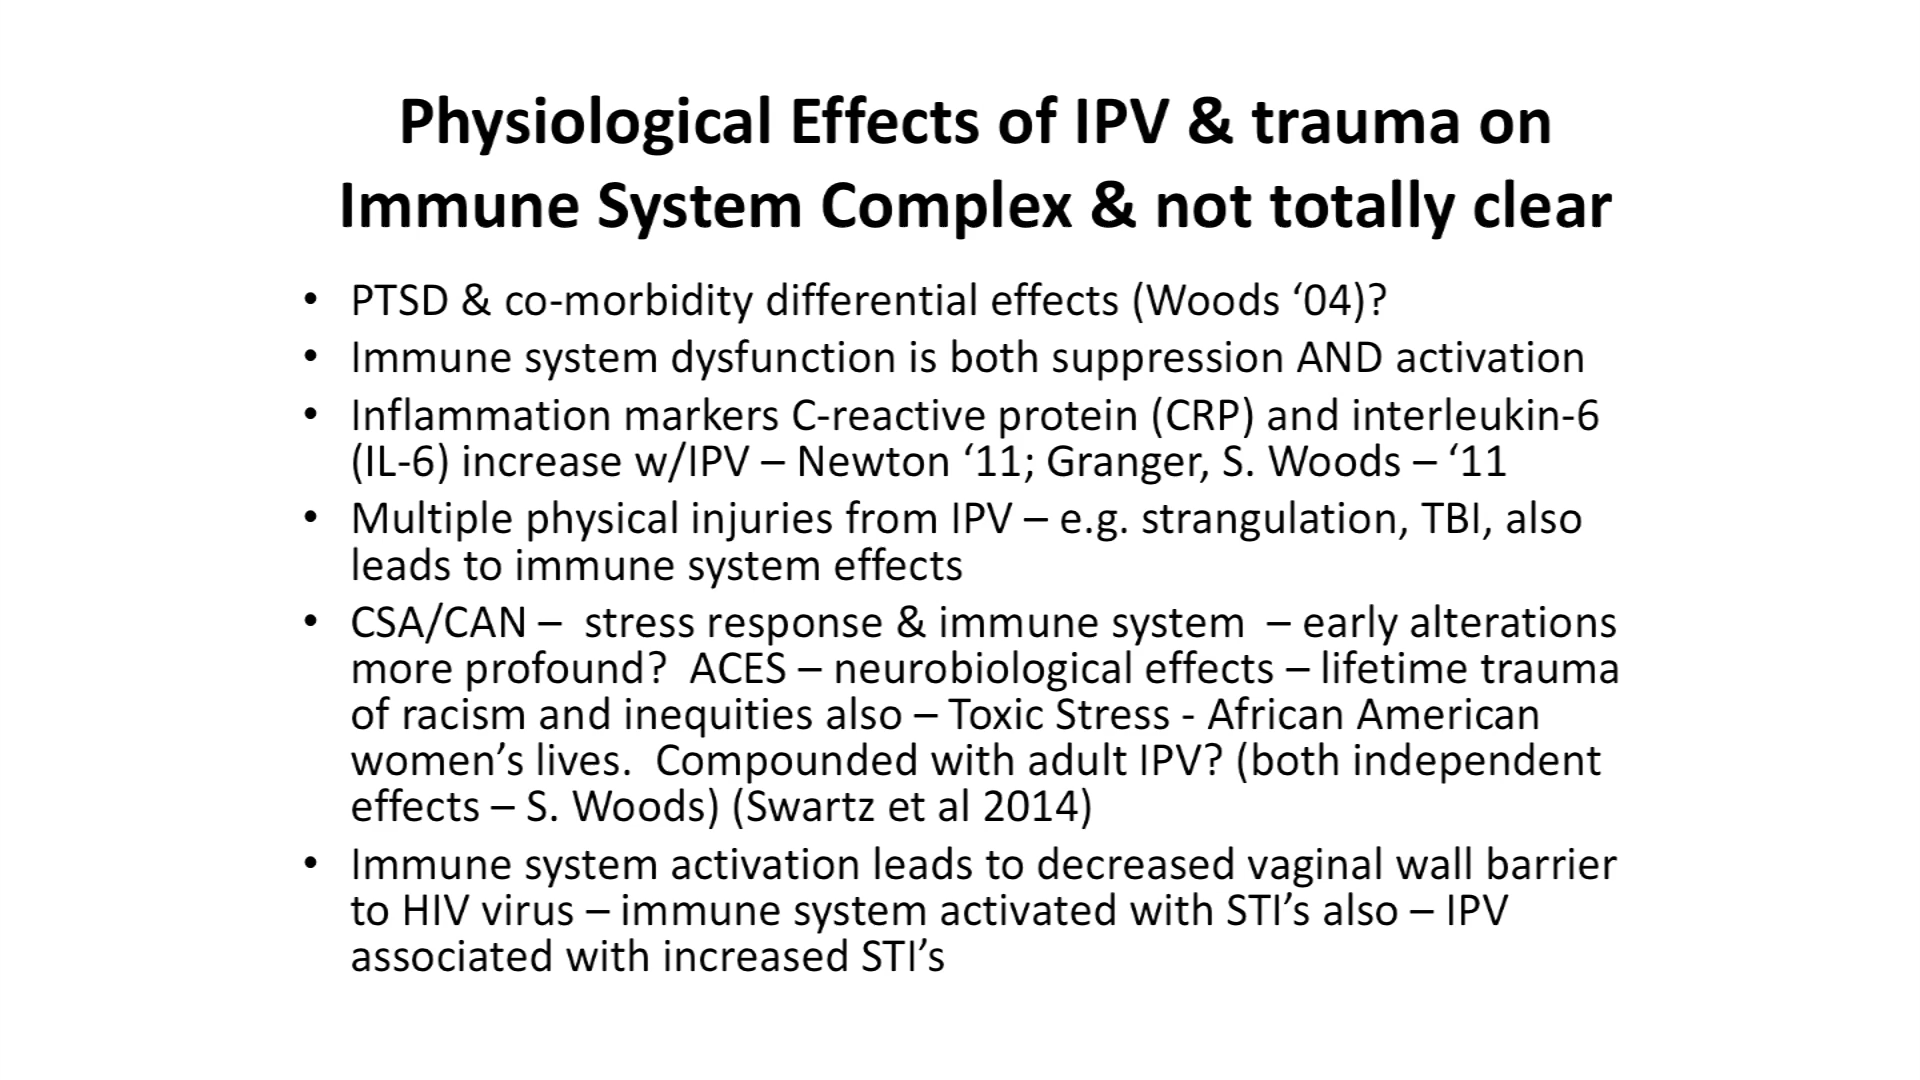 Physiological Effects of IPV & trauma on
Immune System Complex & not totally clear
• PTSD & co-morbidity differential effects (Woods ‘04)?
• Immune system dysfunction is both suppression AND activation
• Inflammation markers C-reactive protein (CRP) and interleukin-6
(IL-6) increase w/IPV – Newton ‘11; Granger, S. Woods – ‘11
• Multiple physical injuries from IPV – e.g. strangulation, TBI, also
leads to immune system effects
• CSA/CAN –  stress response & immune system  – early alterations
more profound?  ACES – neurobiological effects – lifetime trauma
of racism and inequities also – Toxic Stress - African American
women’s lives.  Compounded with adult IPV? (both independent
effects – S. Woods) (Swartz et al 2014)
• Immune system activation leads to decreased vaginal wall barrier
to HIV virus – immune system activated with STI’s also – IPV
associated with increased STI’s